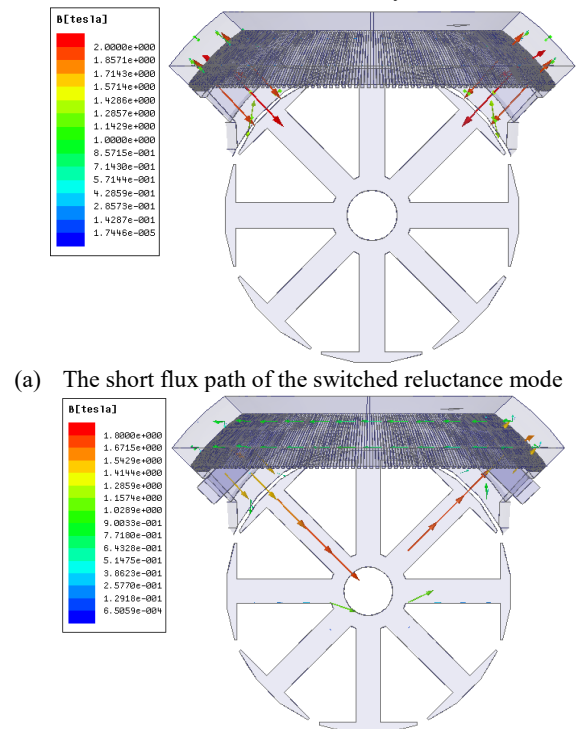 B[tesla]
2.0000e+000
1.8571e+000
1.7143e+000
1.5714e+000
1.4286e+000
1.2857e+000
1.1429e+000
1.0000e+000
8.5715e-001
7.1430e-001
5.7144e-001
4.2859e-001
2.8573e-001
1.4287e-001
1.7446e-005
(a) The short flux path of the switched reluctance mode
B[tesla]
1.8000e+000
1.6715e+000
1.5429e+000
1.4144e+000
1.2859e+000
1.1574e+000
1.0289e+000
9.0033e-001
7.7180e-001
6.4328e-001
5.1475e-001
3.8623e-001
2.5770e-001
1.2918e-001
6.5059e-004